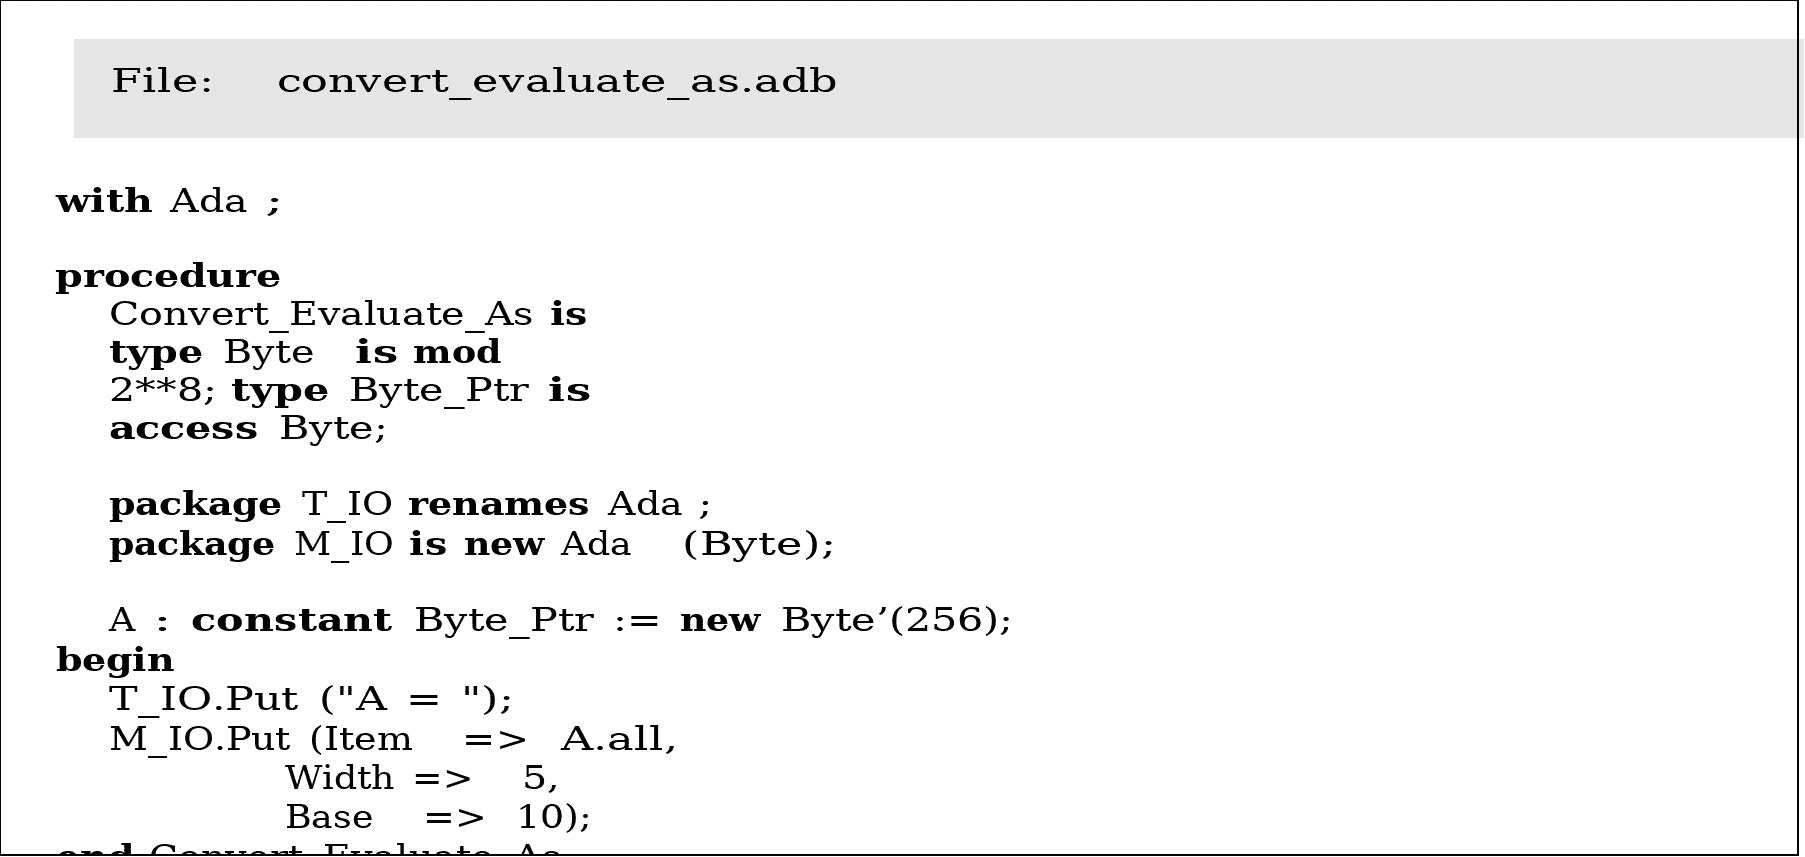 File: convert_evaluate_as.adb
with Ada ;
procedure
Convert_Evaluate_As is
type Byte is mod
2**8; type Byte_Ptr is
access Byte;
package T_IO renames Ada ;
package M_IO is new Ada (Byte);
A : constant Byte_Ptr := new Byte’(256);
begin
T_IO.Put ("A = ");
M_IO.Put (Item => A.all,
Width => 5,
Base => 10);
end Convert_Evaluate_As